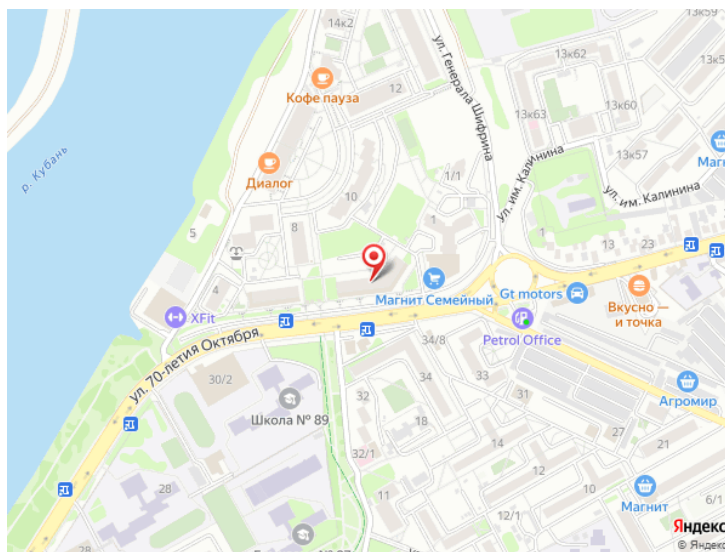 14к2
12
Кофе пауза
ул. Генерала Шифрина
13к62
13к60
13к63
13к57
р. Кубань
Диалог
10
1/1
ул. им. Калинина
ул. им. Калинина
5
8
1
1
13
23
4
Магнит Семейный
Gt motors
Вкусно —
и точка
XFit
ул. 70-летия Октября
34/8
Petrol Office
30/2
34
33
Агромир
Школа № 89
32
31
18
27
21
32/1
28
28
11
Магнит
6/1
12/1
Яндекс
© Яндекс